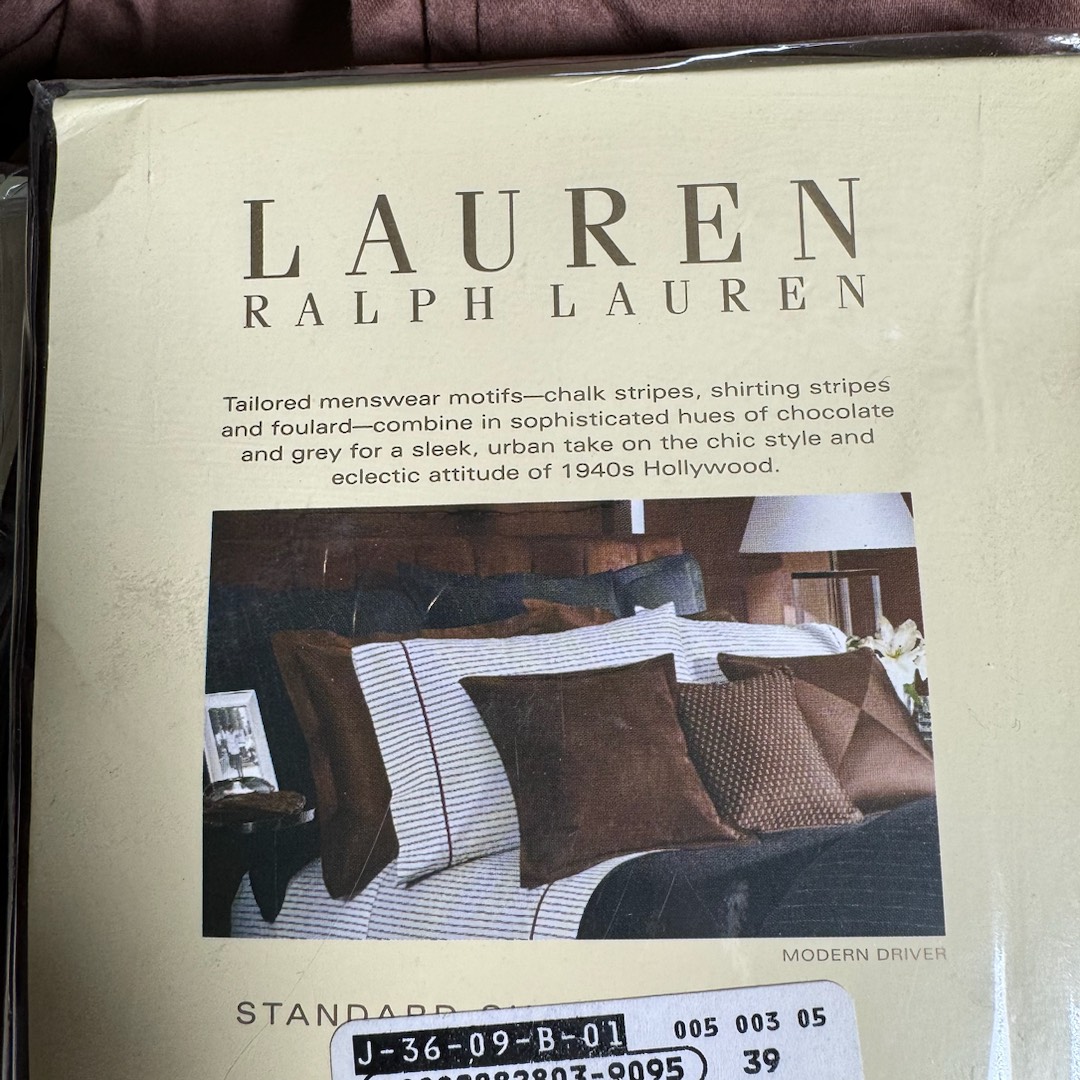 LAUREN
RALPH LAUREN
Tailored menswear motifs—chalk stripes, shirting stripes
and foulard—combine in sophisticated hues of chocolate
and grey for a sleek, urban take on the chic style and
eclectic attitude of 1940s Hollywood.
MODERN DRIVER
STANDARD
J-36-09-B-01 005 003 05
39